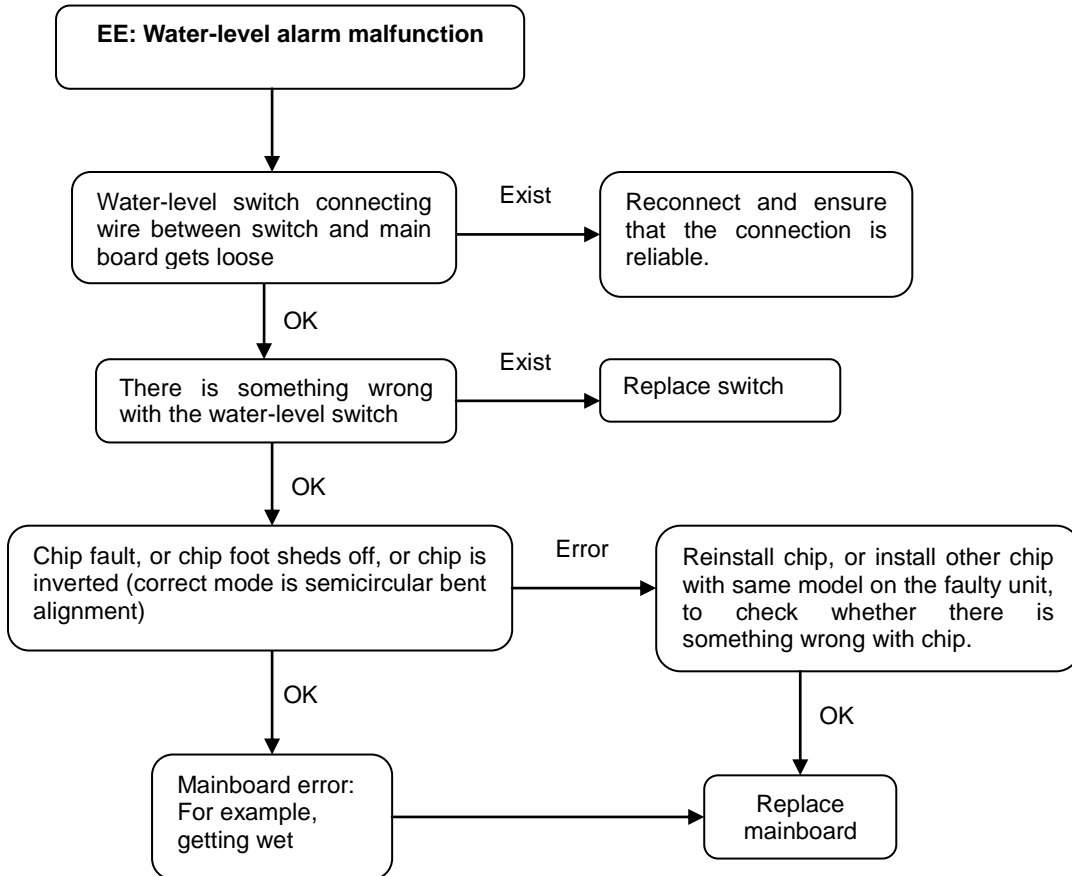 EE: Water-level alarm malfunction
Water-level switch connecting
wire between switch and main
board gets loose
Exist
Reconnect and ensure
that the connection is
reliable.
OK
There is something wrong
with the water-level switch
Exist
Replace switch
OK
Chip fault, or chip foot sheds off, or chip is
inverted (correct mode is semicircular bent
alignment)
Error
Reinstall chip, or install other chip
with same model on the faulty unit,
to check whether there is
something wrong with chip.
OK
OK
Mainboard error:
For example,
getting wet
Replace
mainboard